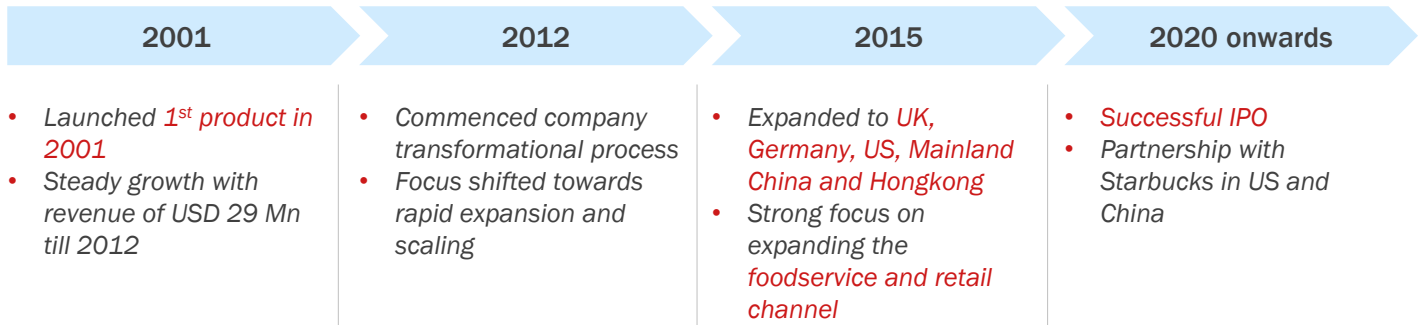 2001
• Launched 1st product in
2001
• Steady growth with
revenue of USD 29 Mn
till 2012
2012
• Commenced company
transformational process
• Focus shifted towards
rapid expansion and
scaling
2015
• Expanded to UK,
Germany, US, Mainland
China and Hongkong
• Strong focus on
expanding the
foodservice and retail
channel
2020 onwards
• Successful IPO
• Partnership with
Starbucks in US and
China